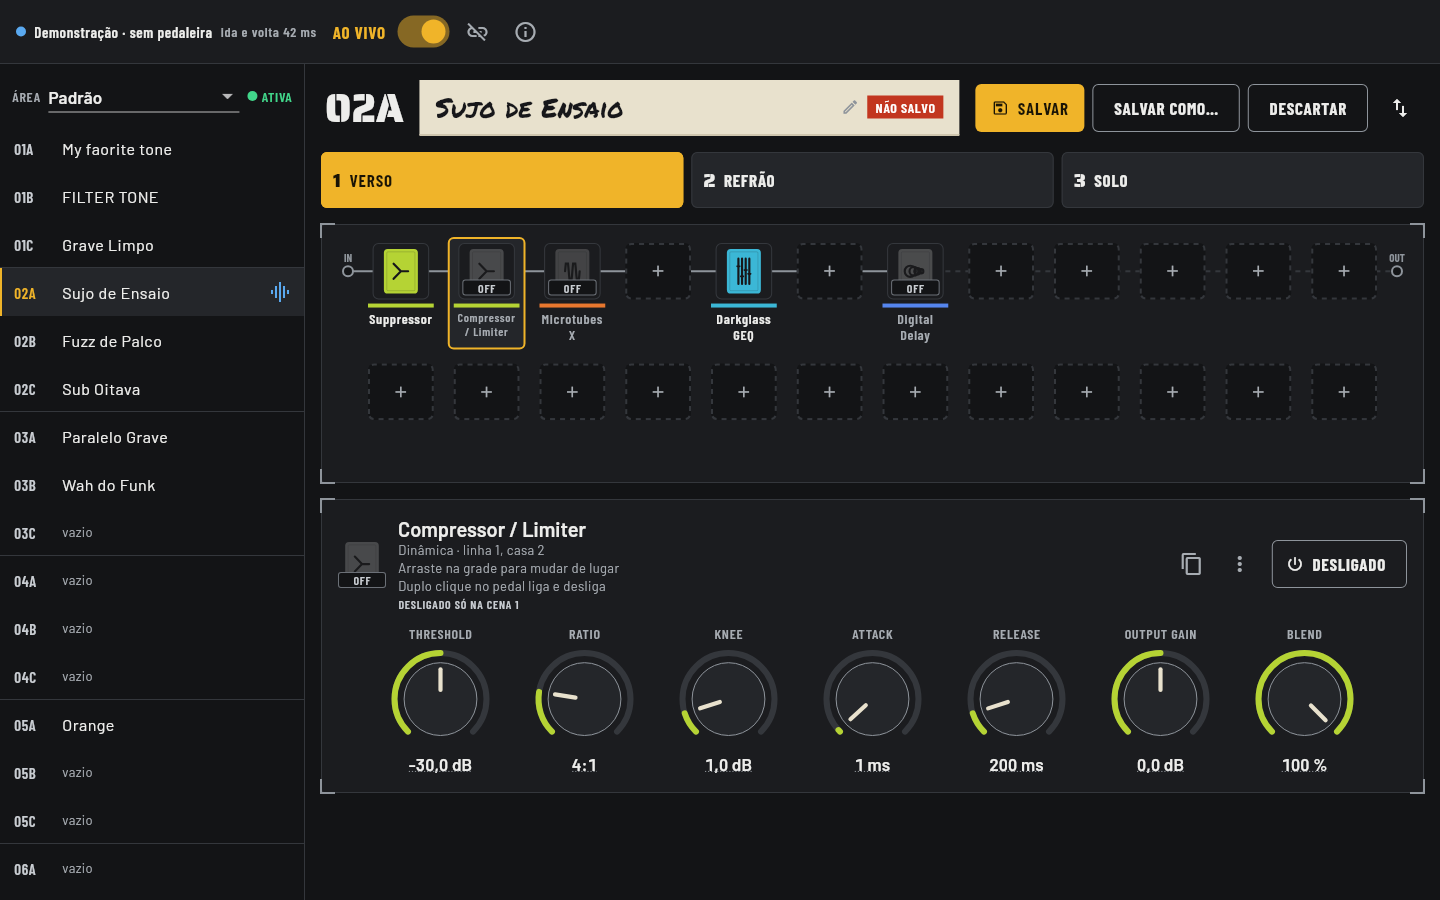 Demonstração · sem pedaleira Ida e volta 42 ms AO VIVO
ÁREA Padrão ATIVA
01A My faorite tone
01B FILTER TONE
01C Grave Limpo
02A Sujo de Ensaio
02B Fuzz de Palco
02C Sub Oitava
03A Paralelo Grave
03B Wah do Funk
03C vazio
04A vazio
04B vazio
04C vazio
05A Orange
05B vazio
05C vazio
06A vazio
02A Sujo de Ensaio NÃO SALVO SALVAR SALVAR COMO... DESCARTAR
1 VERSO 2 REFRÃO 3 SOLO
IN OUT
OFF OFF OFF
Suppressor Compressor / Limiter Microtubes X Darkglass GEQ Digital Delay
Compressor / Limiter
Dinâmica · linha 1, casa 2
Arraste na grade para mudar de lugar
OFF Duplo clique no pedal liga e desliga
DESLIGADO SÓ NA CENA 1
DESLIGADO
THRESHOLD RATIO KNEE ATTACK RELEASE OUTPUT GAIN BLEND
-30,0 dB 4:1 1,0 dB 1 ms 200 ms 0,0 dB 100 %